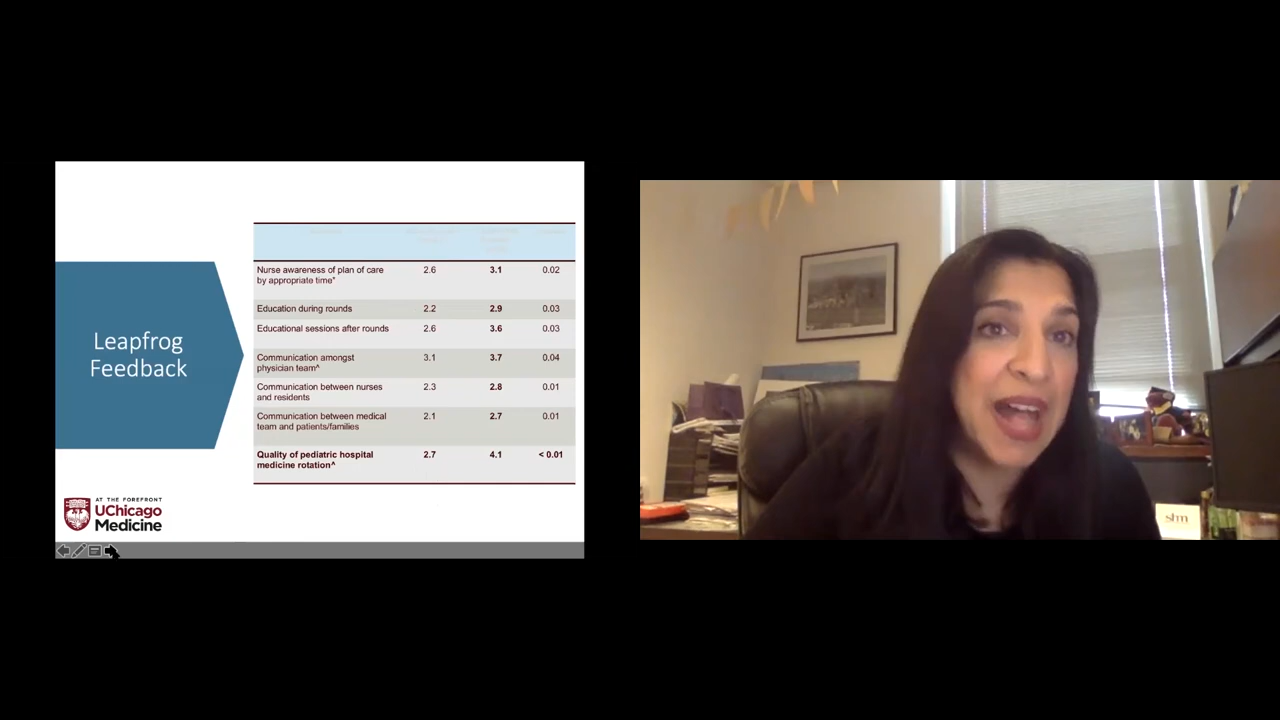 Leapfrog
Feedback
Nurse awareness of plan of care 2.6 3.1 0.02
by appropriate time*
Education during rounds 2.2 2.9 0.03
Educational sessions after rounds 2.6 3.6 0.03
Communication amongst 3.1 3.7 0.04
physician team^
Communication between nurses 2.3 2.8 0.01
and residents
Communication between medical 2.1 2.7 0.01
team and patients/families
Quality of pediatric hospital 2.7 4.1 < 0.01
medicine rotation^
AT THE FOREFRONT
UChicago
Medicine
shm